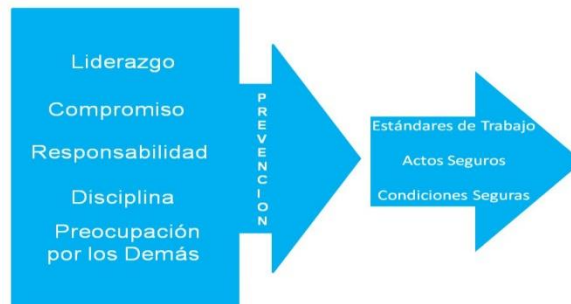 Liderazgo
Compromiso
Responsabilidad
Disciplina
Preocupación
por los Demás
PREVENCION
Estándares de Trabajo
Actos Seguros
Condiciones Seguras